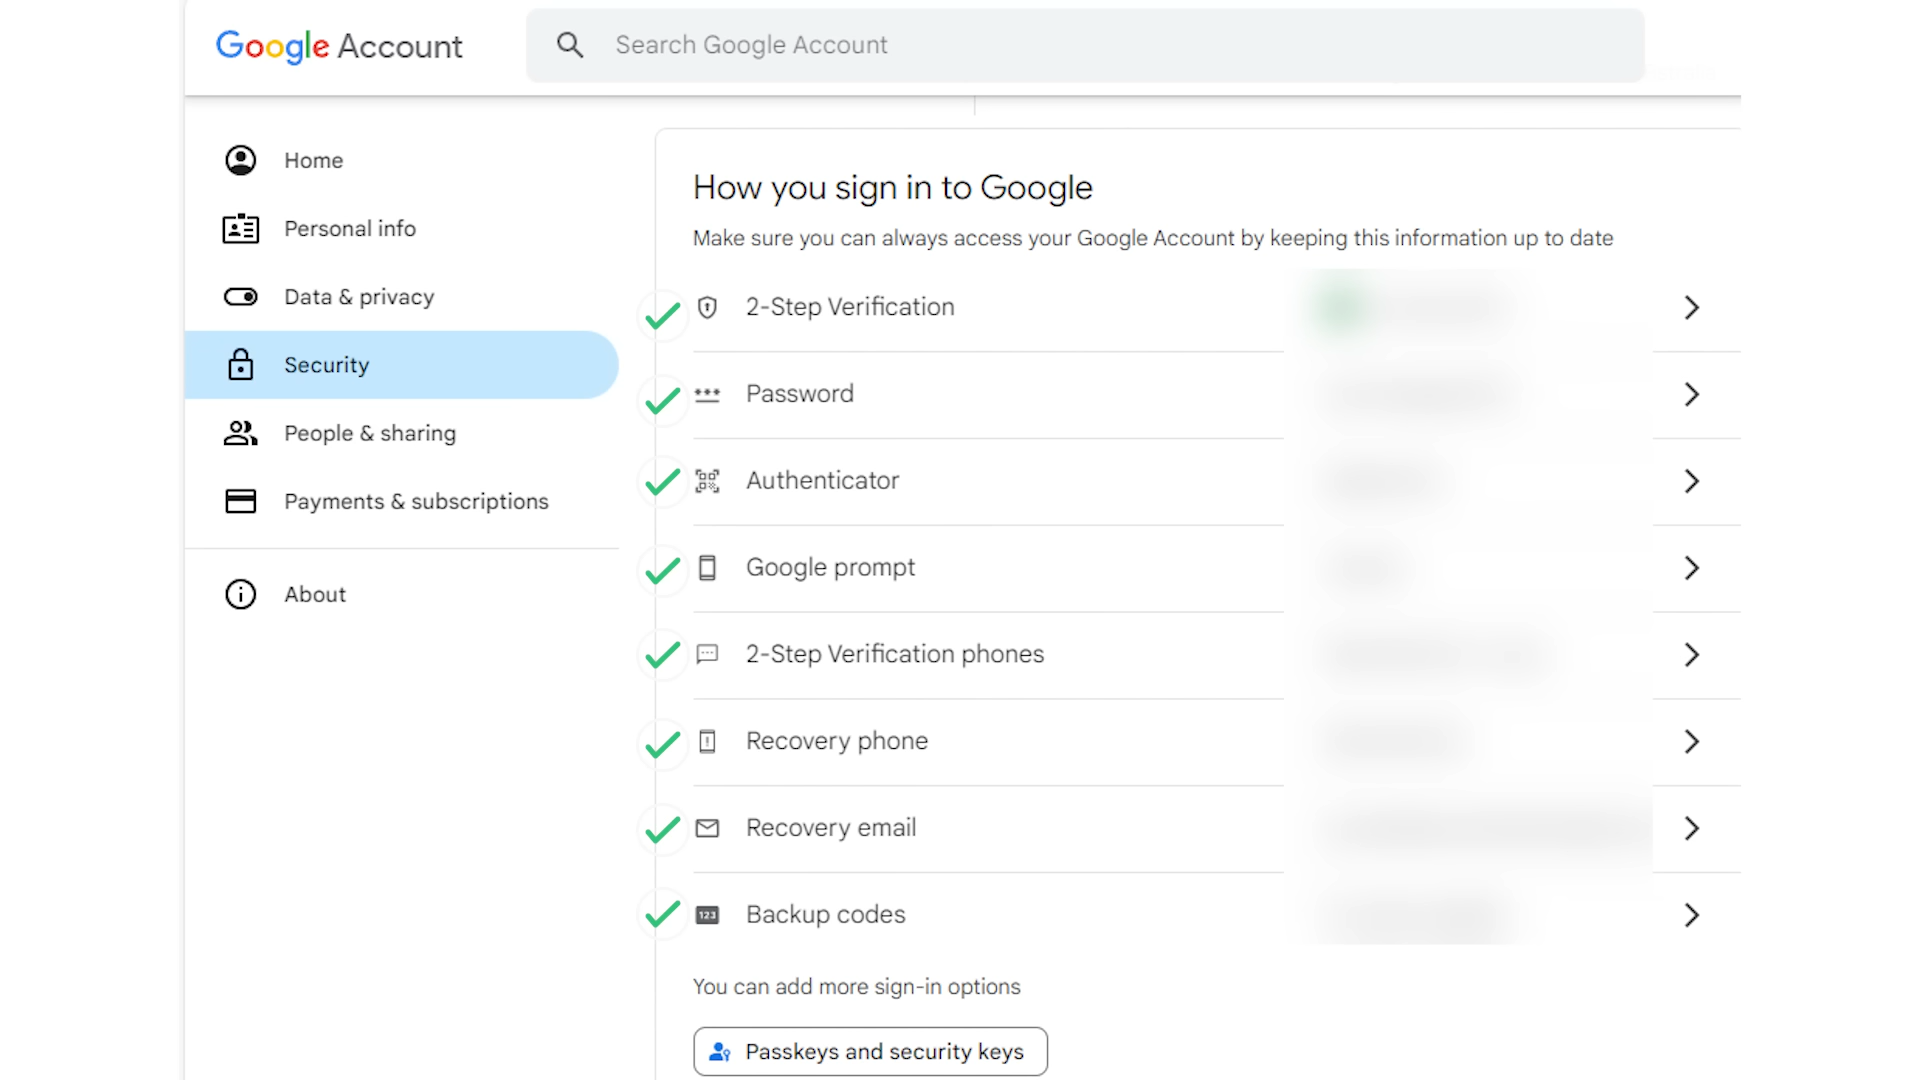 Google Account
Search Google Account
Home
Personal info
Data & privacy
Security
People & sharing
Payments & subscriptions
About
How you sign in to Google
Make sure you can always access your Google Account by keeping this information up to date
2-Step Verification
Password
Authenticator
Google prompt
2-Step Verification phones
Recovery phone
Recovery email
123
Backup codes
You can add more sign-in options
Passkeys and security keys